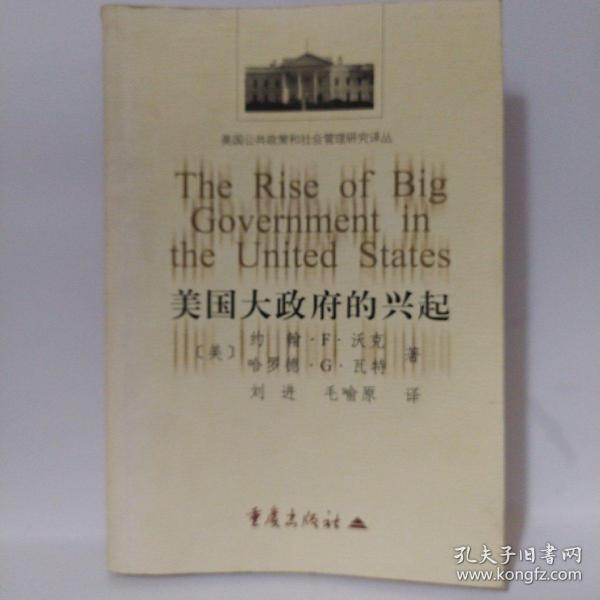 美国公共政策和社会管理研究译丛
The Rise of Big
Government in
the United States
美国大政府的兴起
〔美〕约翰·F·沃克
哈罗德·G·瓦特 著
刘进 毛喻原 译
重庆出版社
孔夫子旧书网
www.kongfz.com